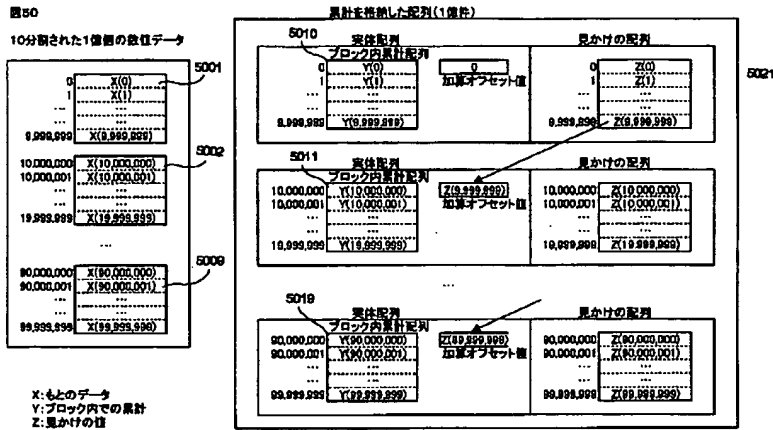 図50
累計を格納した配列(1億件)
10分割された1億個の数値データ
5001
0 X(0)
1 X(1)
... ...
... ...
9,999,999 X(9,999,999)
5002
10,000,000 X(10,000,000)
10,000,001 X(10,000,001)
... ...
... ...
19,999,999 X(19,999,999)
...
5009
90,000,000 X(90,000,000)
90,000,001 X(90,000,001)
... ...
... ...
99,999,999 X(99,999,999)
X:もとのデータ
Y:ブロック内での累計
Z:見かけの値
5021
5010
実体配列
見かけの配列
ブロック内累計配列
0 Y(0) 0 0 Z(0)
1 Y(1) 加算オフセット値 1 Z(1)
... ... ... ...
... ... ... ...
9,999,999 Y(9,999,999) 9,999,999 Z(9,999,999)
5011
実体配列
見かけの配列
ブロック内累計配列
10,000,000 Y(10,000,000) Z(9,999,999) 10,000,000 Z(10,000,000)
10,000,001 Y(10,000,001) 加算オフセット値 10,000,001 Z(10,000,001)
... ... ... ...
... ... ... ...
19,999,999 Y(19,999,999) 19,999,999 Z(19,999,999)
...
5019
実体配列
見かけの配列
ブロック内累計配列
90,000,000 Y(90,000,000) Z(89,999,999) 90,000,000 Z(90,000,000)
90,000,001 Y(90,000,001) 加算オフセット値 90,000,001 Z(90,000,001)
... ... ... ...
... ... ... ...
99,999,999 Y(99,999,999) 99,999,999 Z(99,999,999)